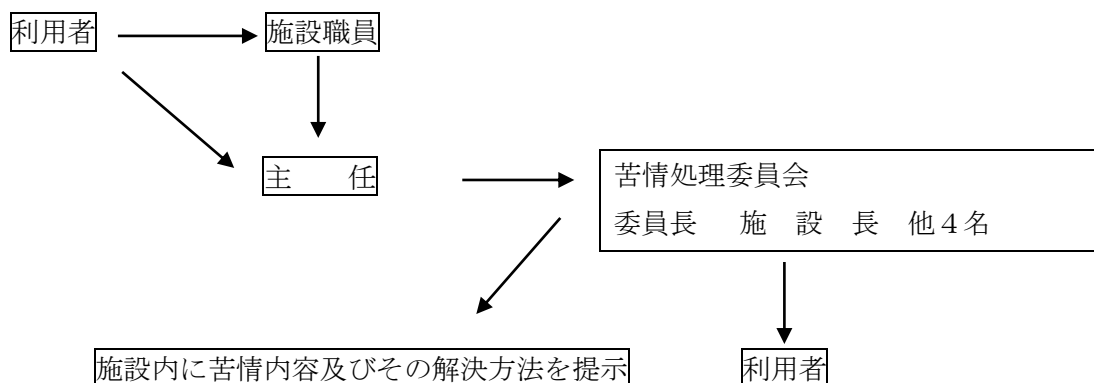 利用者
施設職員
主　　任
苦情処理委員会
委員長　施　設　長　他４名
施設内に苦情内容及びその解決方法を提示
利用者